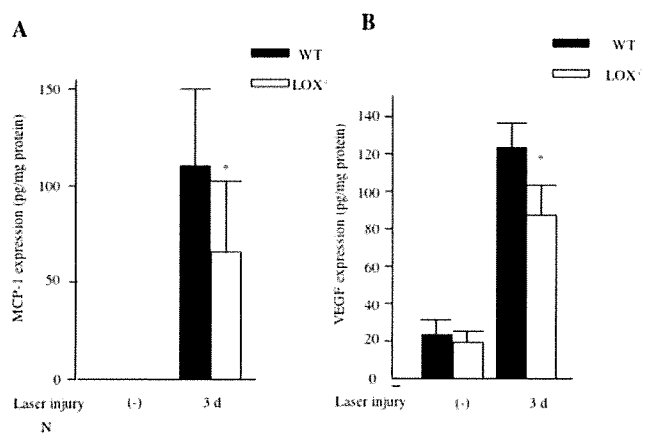 A
WT
LOX-/-
MCP-1 expression (pg/mg protein)
150
100
50
0
*
Laser injury (-) 3 d
N
B
WT
LOX-/-
VEGF expression (pg/mg protein)
140
120
100
80
60
40
20
0
*
Laser injury (-) 3 d